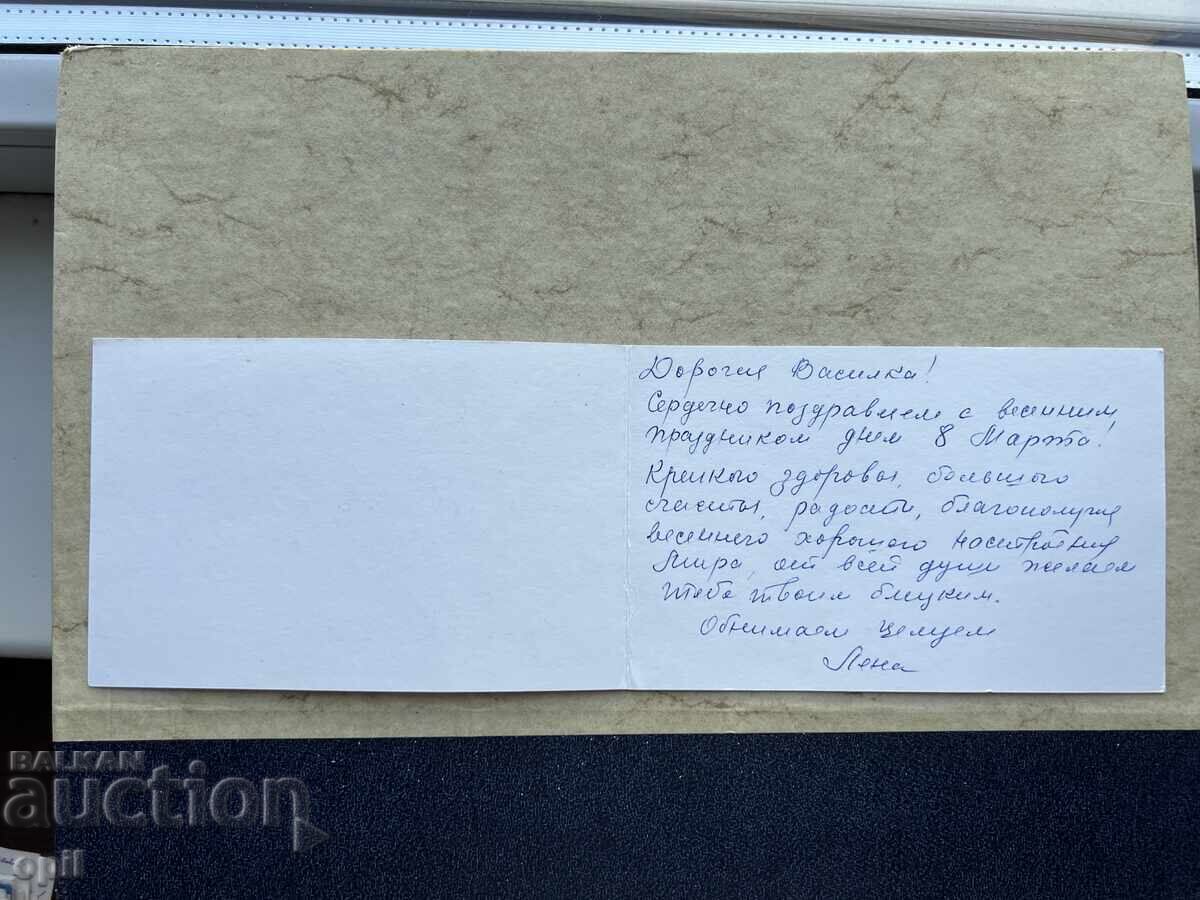 Дорогая Василка!
Сердечно поздравляем с весенним
праздником днем 8 Марта!
Крепкого здоровья, большого
счастья, радости, благополучия
весеннего хорошего настроения
Мира, от всей души желаем
тебе твоим близким.
Обнимаем целуем
Лена
BALKAN
auction
opil